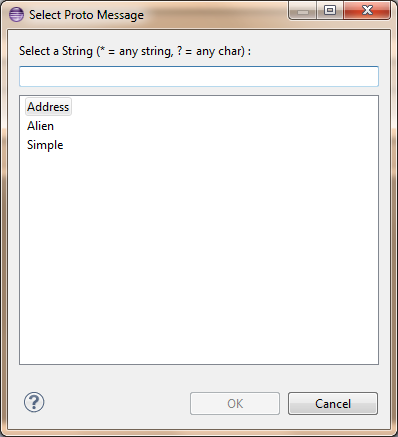 Select Proto Message
Select a String (* = any string, ? = any char) :
Address
Alien
Simple
?
OK
Cancel